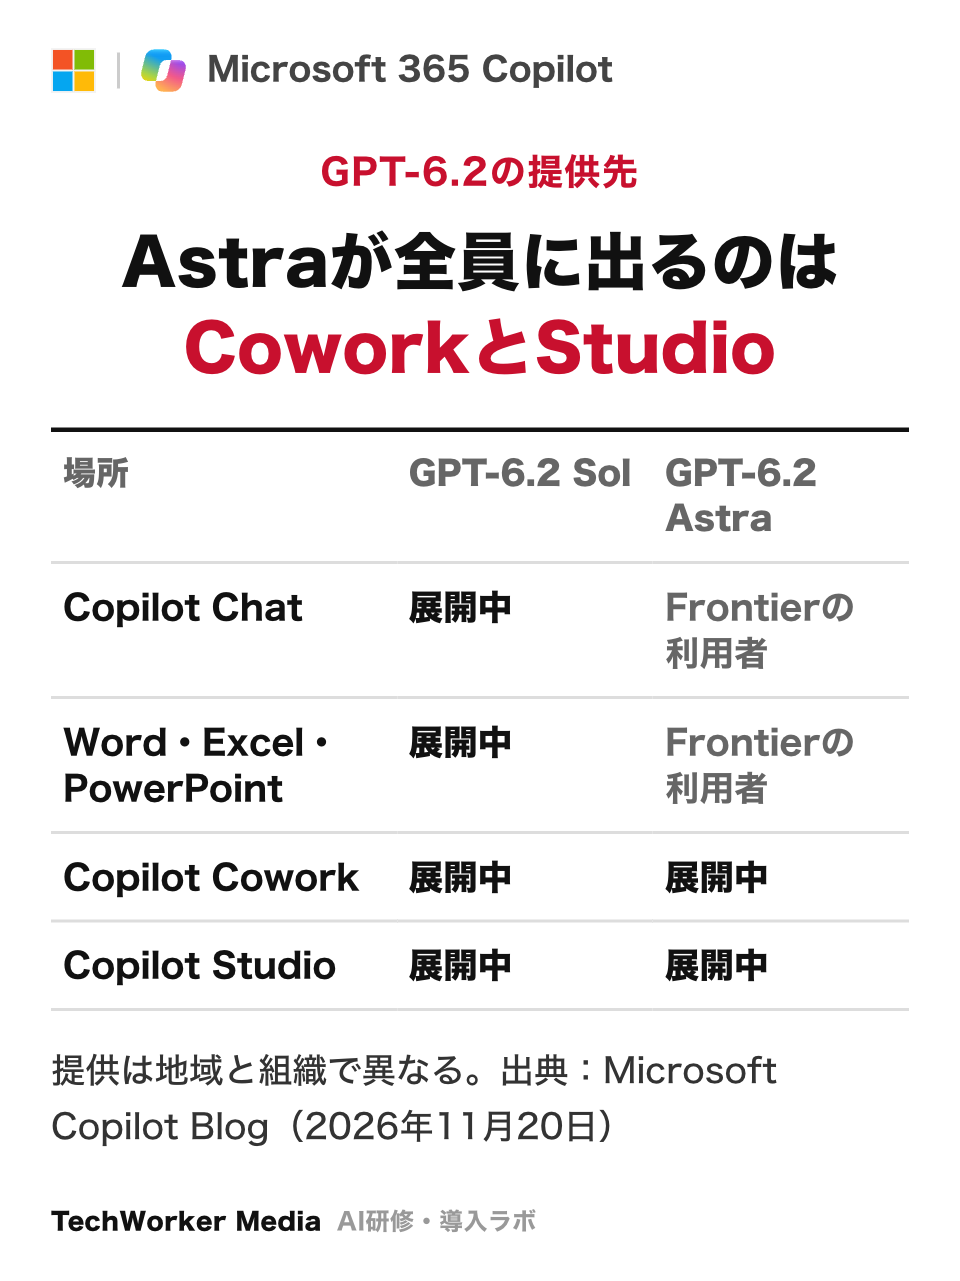 Microsoft 365 Copilot
GPT-6.2の提供先
Astraが全員に出るのは
CoworkとStudio
場所
GPT-6.2 Sol
GPT-6.2
Astra
Copilot Chat
展開中
Frontierの
利用者
Word・Excel・
PowerPoint
展開中
Frontierの
利用者
Copilot Cowork
展開中
展開中
Copilot Studio
展開中
展開中
提供は地域と組織で異なる。出典：Microsoft
Copilot Blog（2026年11月20日）
TechWorker Media AI研修・導入ラボ